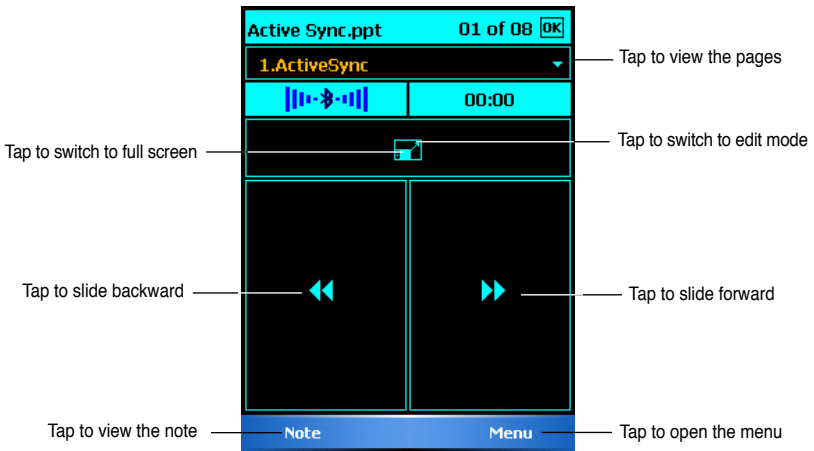 Active Sync.ppt 01 of 08 OK
1.ActiveSync
Tap to view the pages
00:00
Tap to switch to full screen
Tap to switch to edit mode
Tap to slide backward
Tap to slide forward
Tap to view the note
Note
Menu
Tap to open the menu